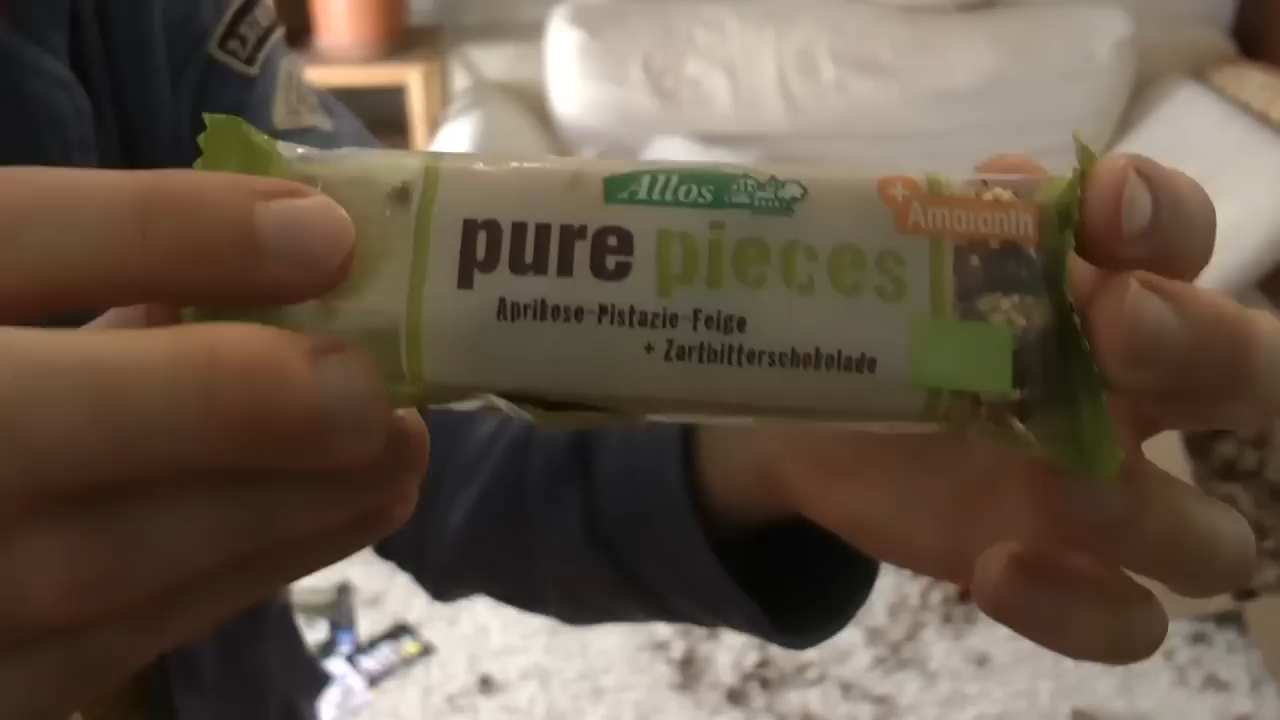 Allos
+ Amaranth
pure pieces
Aprikose-Pistazie-Feige
+ Zartbitterschokolade